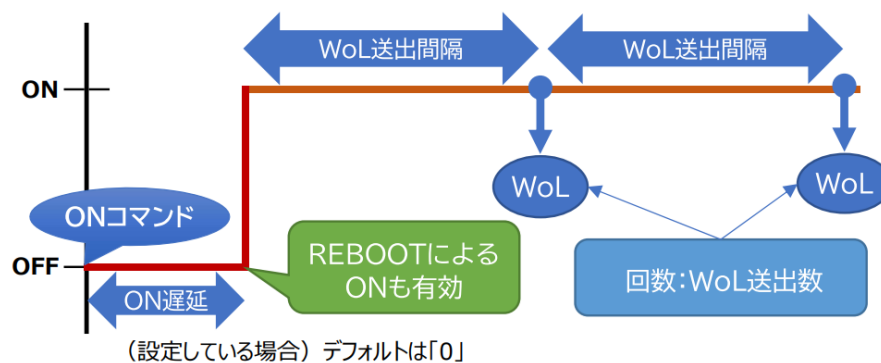 WoL送出間隔
WoL送出間隔
ON
ONコマンド
WoL
WoL
OFF
REBOOTによる
ONも有効
回数:WoL送出数
ON遅延
(設定している場合) デフォルトは「0」